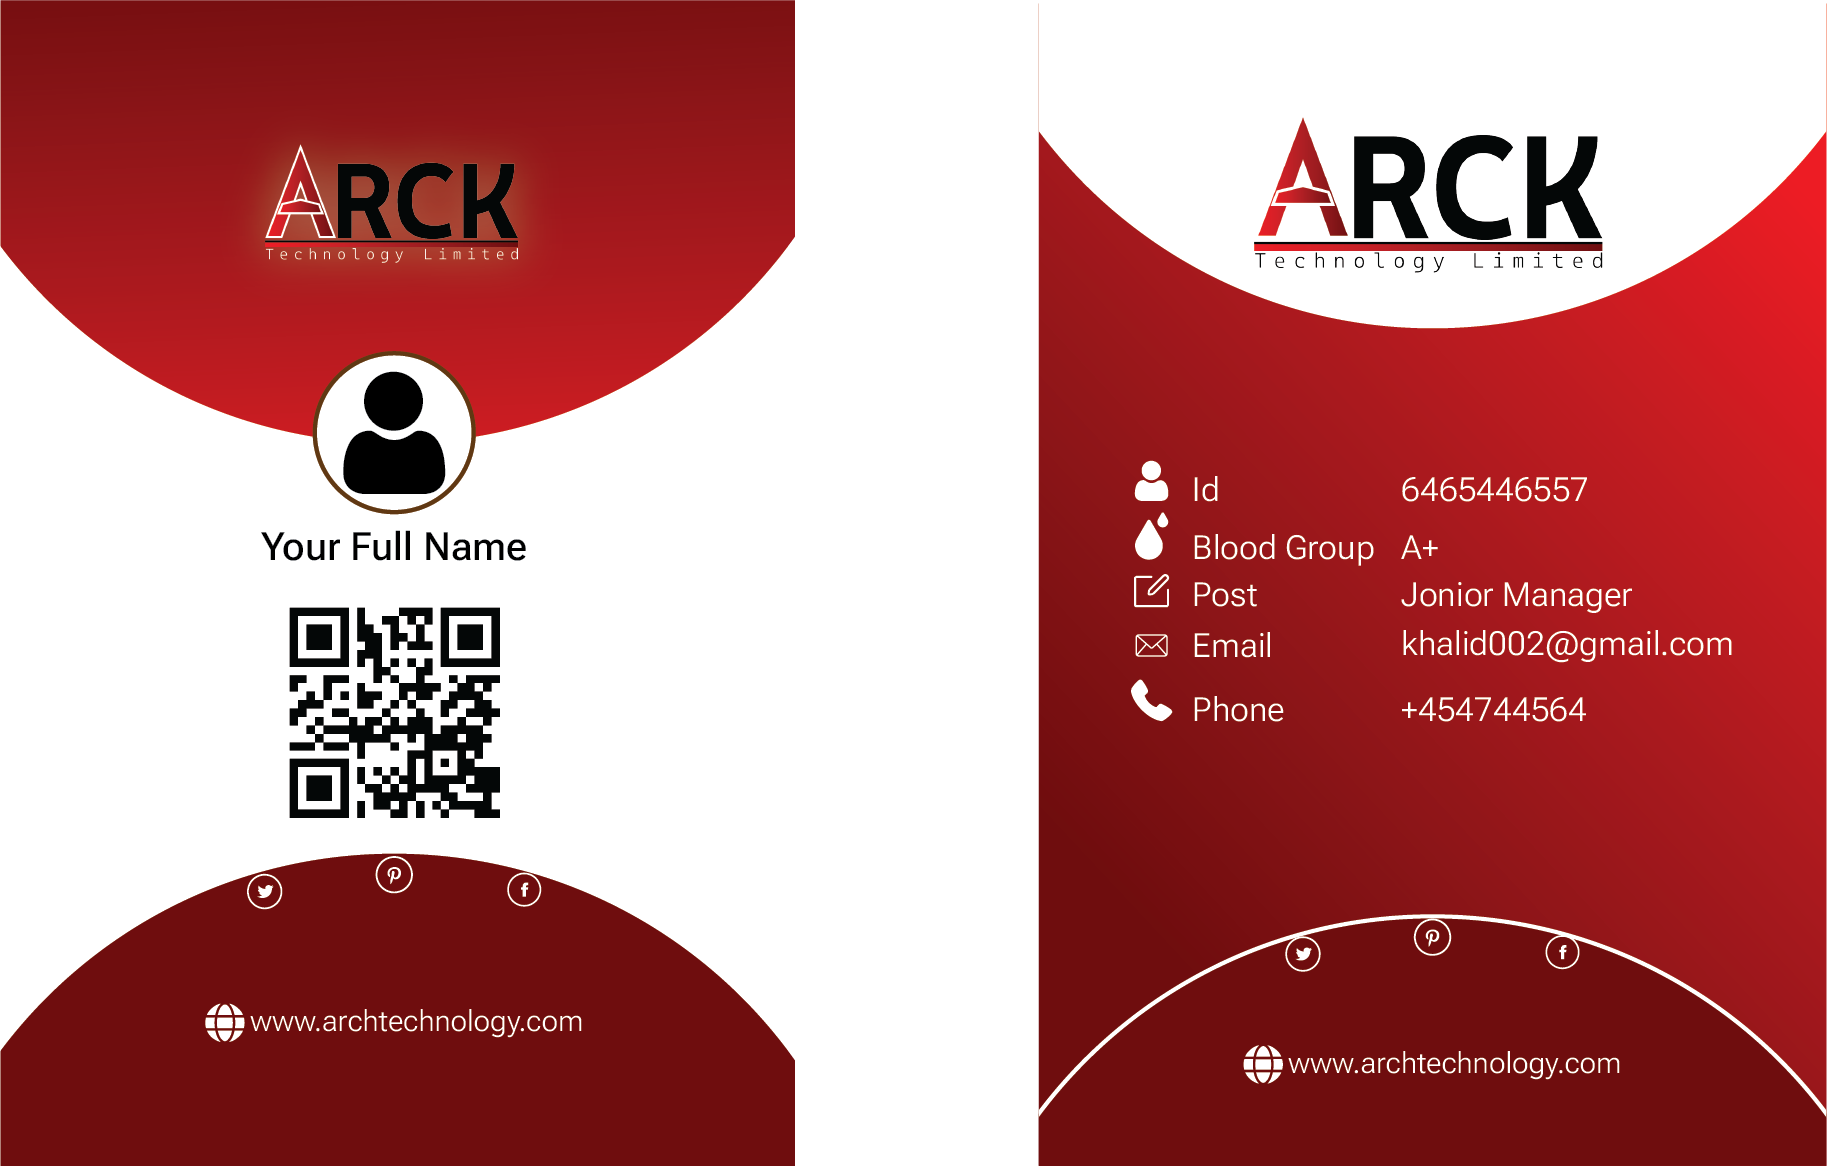 ARCK
Technology Limited
Your Full Name
www.archtechnology.com
ARCK
Technology Limited
Id 6465446557
Blood Group A+
Post Jonior Manager
Email khalid002@gmail.com
Phone +454744564
www.archtechnology.com